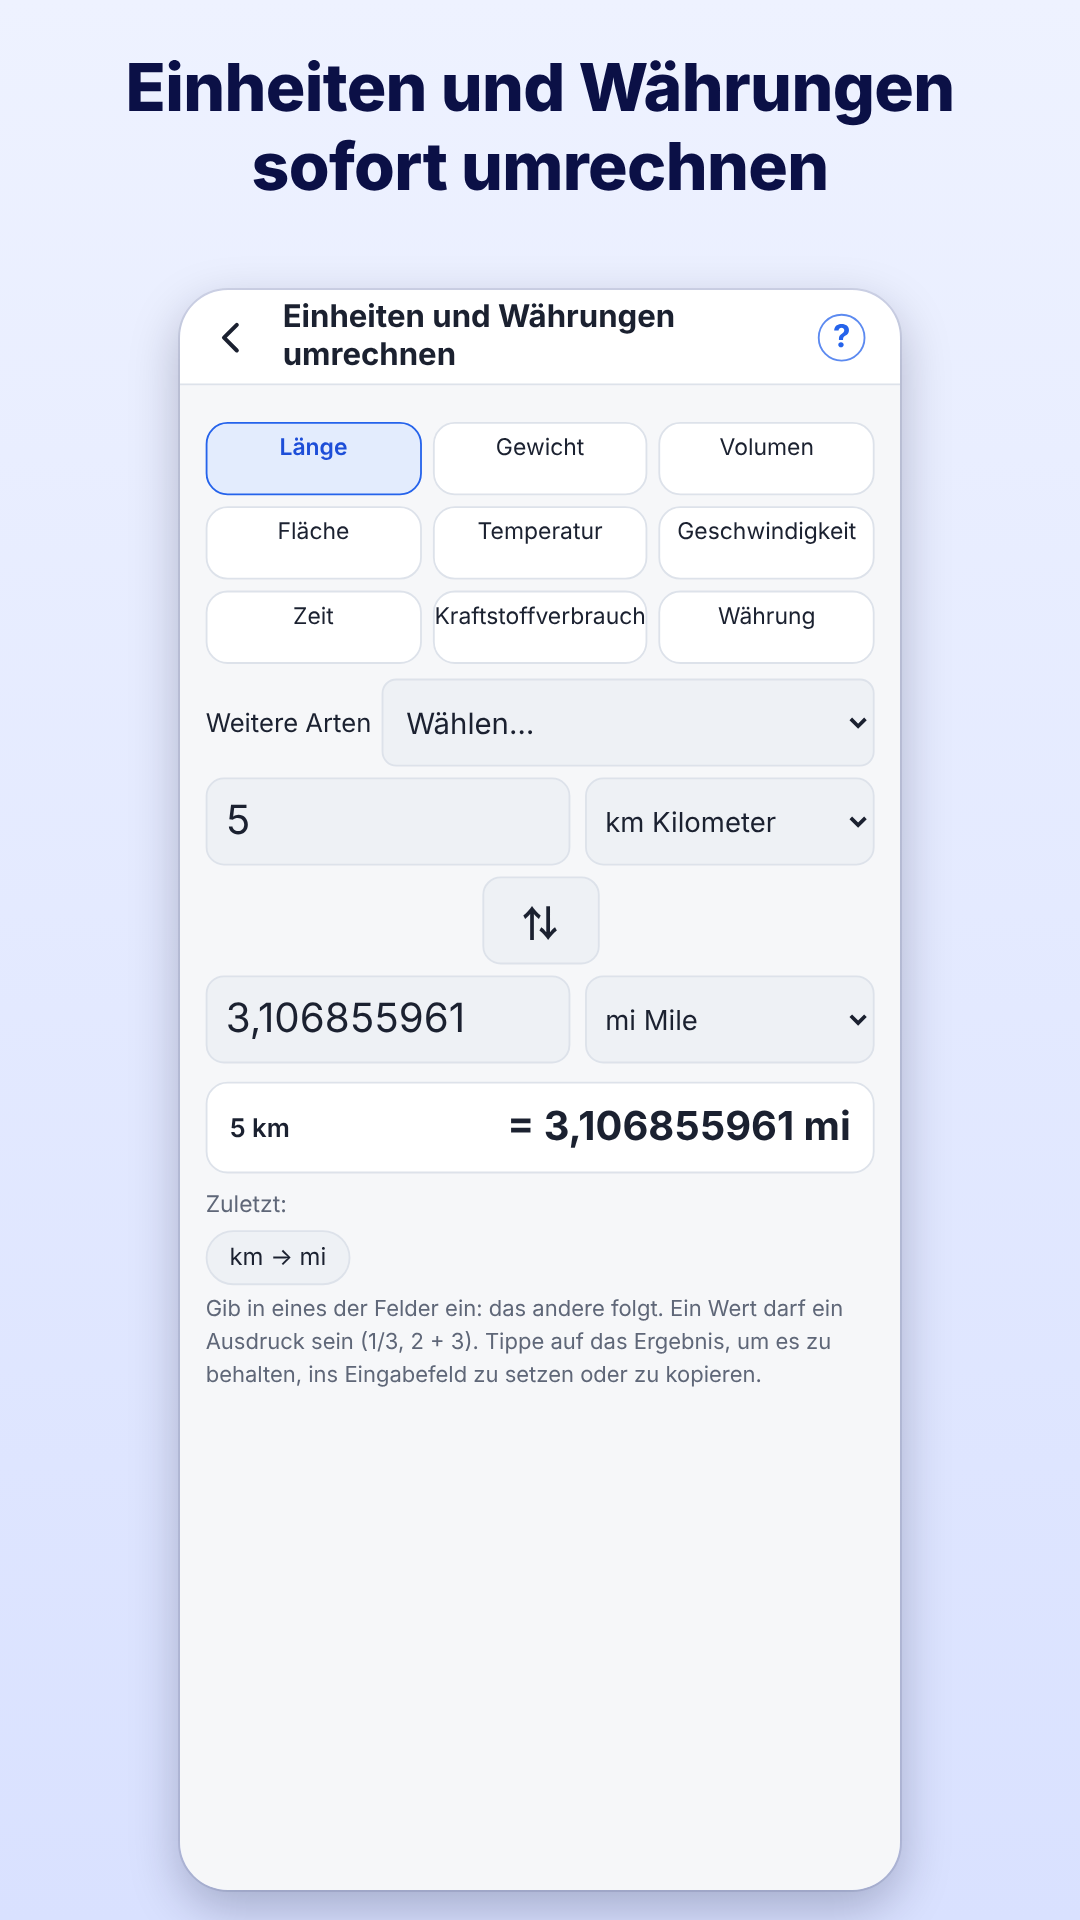 Einheiten und Währungen
sofort umrechnen
Einheiten und Währungen
umrechnen
?
Länge
Gewicht
Volumen
Fläche
Temperatur
Geschwindigkeit
Zeit
Kraftstoffverbrauch
Währung
Weitere Arten
Wählen…
5
km Kilometer
3,106855961
mi Mile
5 km
= 3,106855961 mi
Zuletzt:
km → mi
Gib in eines der Felder ein: das andere folgt. Ein Wert darf ein
Ausdruck sein (1/3, 2 + 3). Tippe auf das Ergebnis, um es zu
behalten, ins Eingabefeld zu setzen oder zu kopieren.